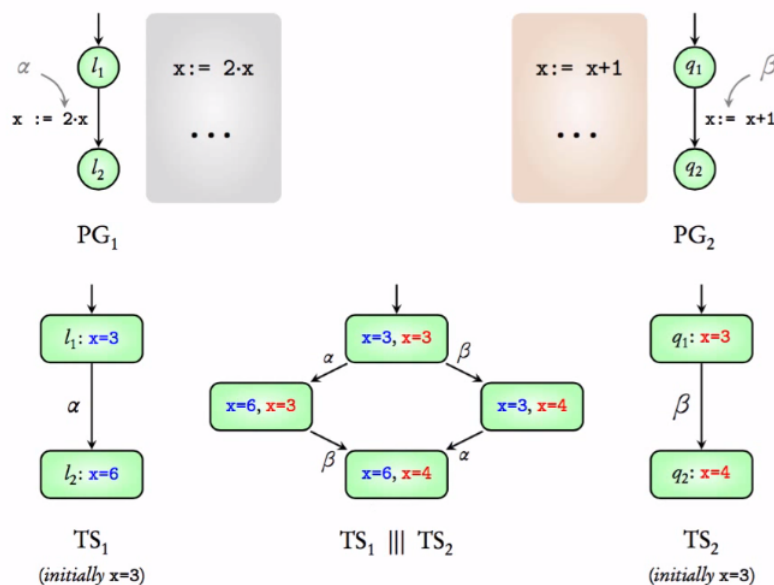 α
l₁
x := 2·x
l₂
PG₁
x:= 2·x
...
x:= x+1
...
q₁
β
x:= x+1
q₂
PG₂
l₁: x=3
α
l₂: x=6
TS₁
(initially x=3)
x=3, x=3
α
β
x=6, x=3
x=3, x=4
β
α
x=6, x=4
TS₁ ||| TS₂
q₁: x=3
β
q₂: x=4
TS₂
(initially x=3)